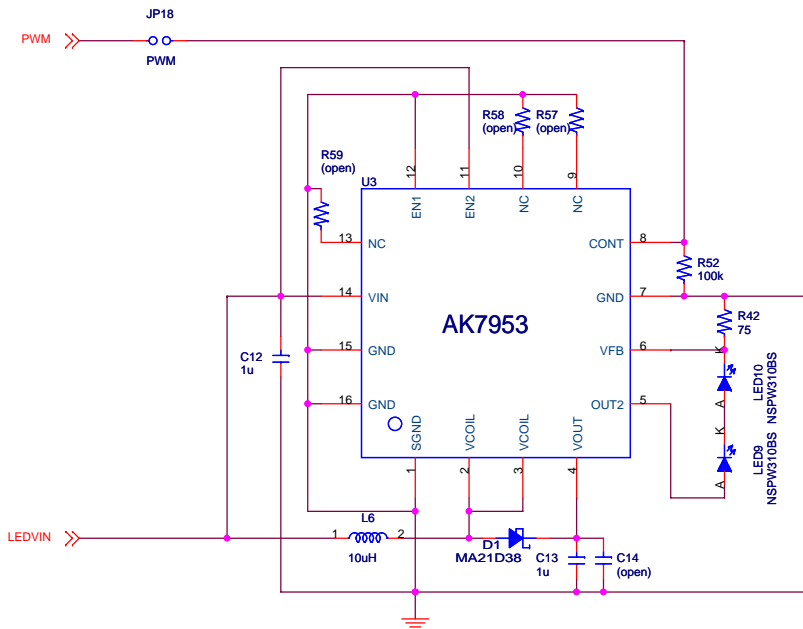 JP18
PWM
PWM
R58
(open)
R57
(open)
R59
(open)
U3
12
11
10
9
EN1
EN2
NC
NC
13
NC
CONT
8
R52
100k
14
VIN
GND
7
AK7953
R42
75
C12
1u
15
GND
VFB
6
K
LED10
NSPW310BS
A
16
GND
OUT2
5
K
LED9
NSPW310BS
A
SGND
VCOIL
VCOIL
VOUT
1
2
3
4
LEDVIN
L6
1
2
10uH
D1
MA21D38
C13
1u
C14
(open)